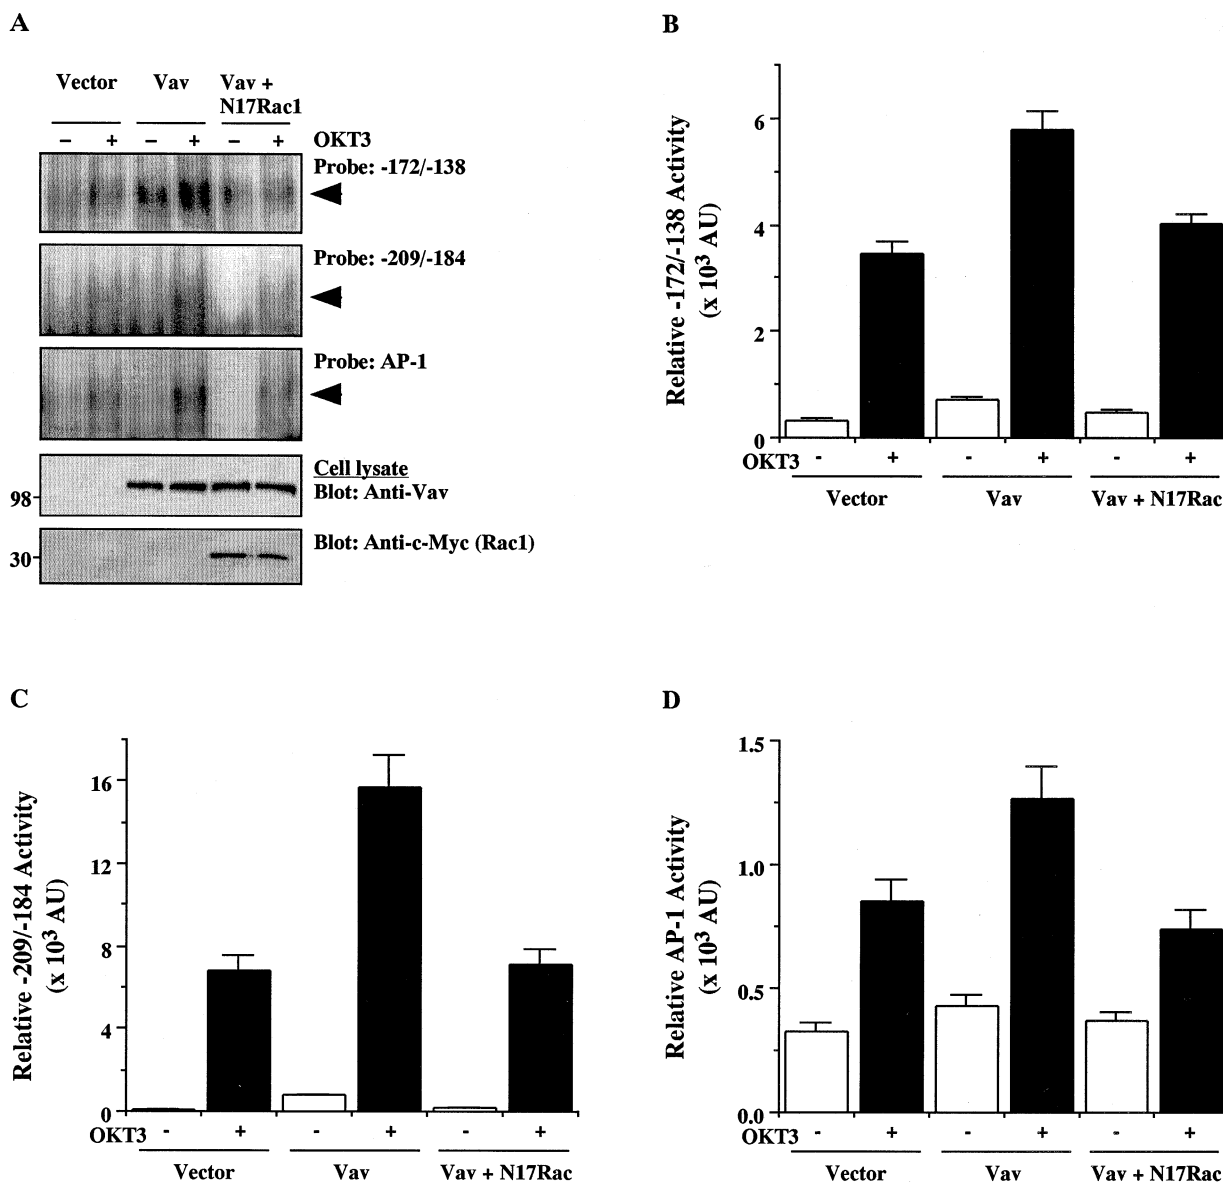 A
Vector Vav Vav +
N17Rac1
– + – + – + OKT3
Probe: -172/-138
Probe: -209/-184
Probe: AP-1
Cell lysate
98 Blot: Anti-Vav
30 Blot: Anti-c-Myc (Rac1)
B
Relative -172/-138 Activity
(x 10³ AU)
6
4
2
0
OKT3 - + - + - +
Vector Vav Vav + N17Rac
C
Relative -209/-184 Activity
(x 10³ AU)
16
12
8
4
0
OKT3 - + - + - +
Vector Vav Vav + N17Rac
D
Relative AP-1 Activity
(x 10³ AU)
1.5
1.0
0.5
0.0
OKT3 - + - + - +
Vector Vav Vav + N17Rac